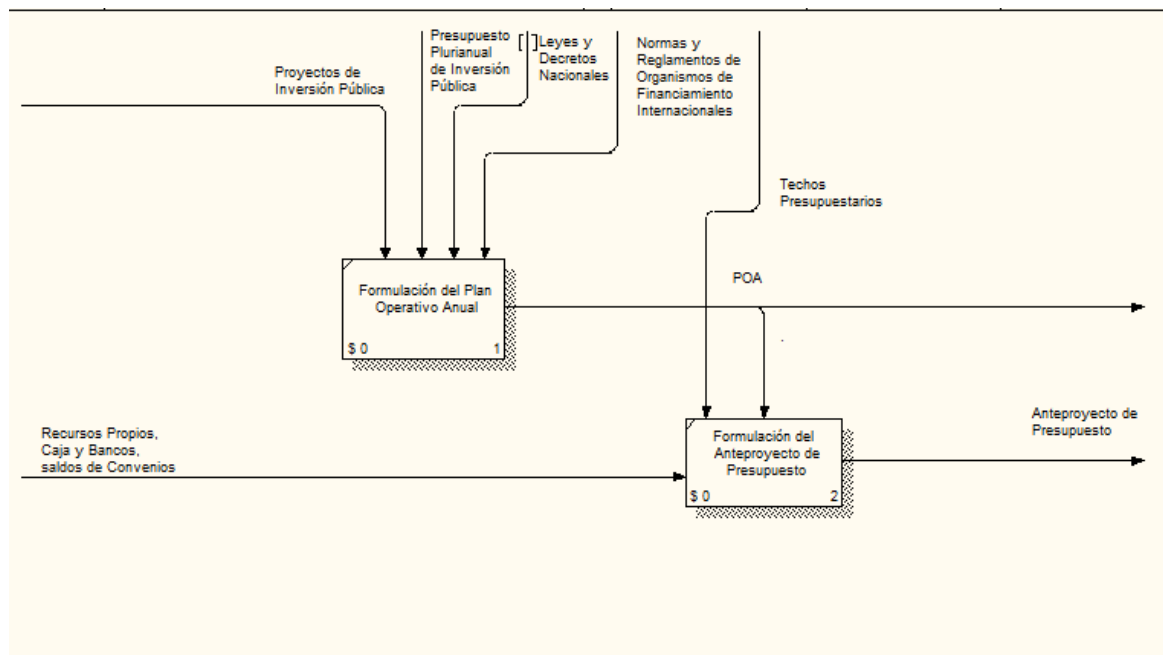 Proyectos de
Inversión Pública
Presupuesto
Plurianual
de Inversión
Pública
[ ]
Leyes y
Decretos
Nacionales
Normas y
Reglamentos de
Organismos de
Financiamiento
Internacionales
Techos
Presupuestarios
Formulación del Plan
Operativo Anual
$ 0 1
POA
Recursos Propios,
Caja y Bancos,
saldos de Convenios
Formulación del
Anteproyecto de
Presupuesto
$ 0 2
Anteproyecto de
Presupuesto